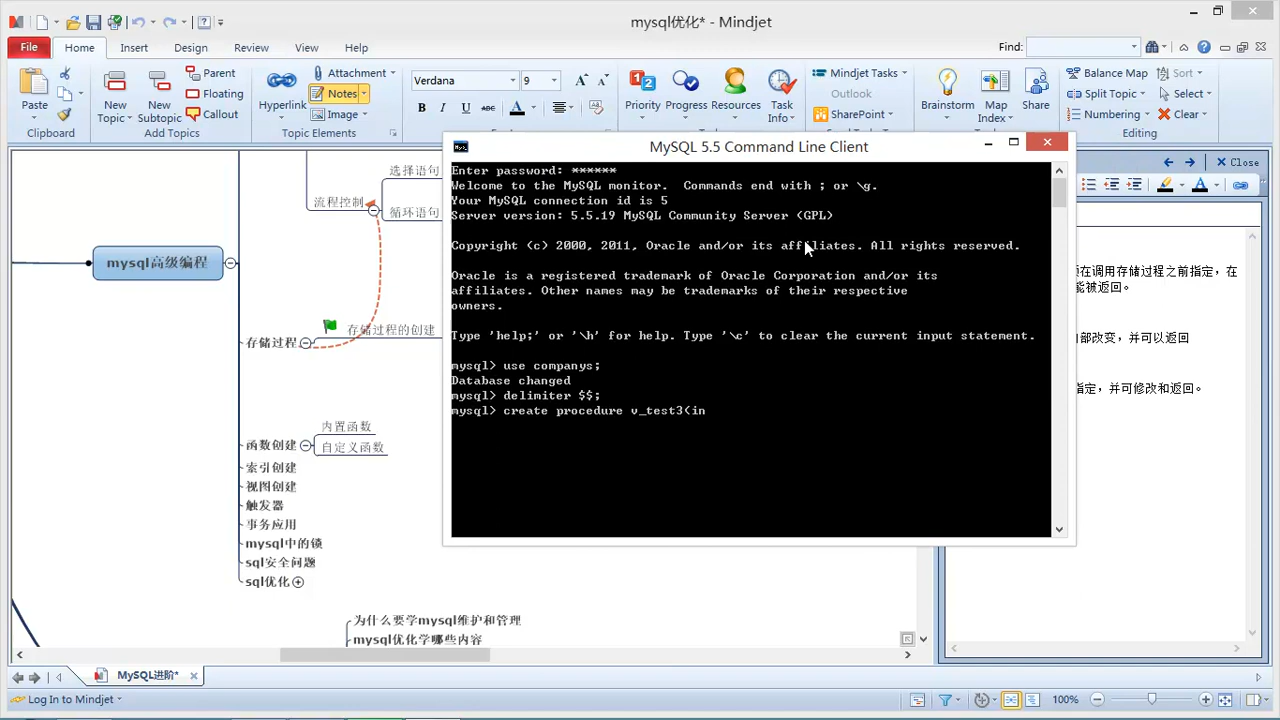 mysql优化* - Mindjet
File
Home
Insert
Design
Review
View
Help
Find:
Paste
Clipboard
New Topic
New Subtopic
Parent
Floating
Callout
Add Topics
Hyperlink
Attachment
Notes
Image
Topic Elements
Verdana
9
B I U abc A
Font
Priority
Progress
Resources
Task Info
Mindjet Tasks
Outlook
SharePoint
Brainstorm
Map Index
Share
Balance Map
Split Topic
Numbering
Sort
Select
Clear
Editing
Close
MySQL 5.5 Command Line Client
Enter password: ******
Welcome to the MySQL monitor.  Commands end with ; or \g.
Your MySQL connection id is 5
Server version: 5.5.19 MySQL Community Server (GPL)
Copyright (c) 2000, 2011, Oracle and/or its affiliates. All rights reserved.
Oracle is a registered trademark of Oracle Corporation and/or its
affiliates. Other names may be trademarks of their respective
owners.
Type 'help;' or '\h' for help. Type '\c' to clear the current input statement.
mysql> use companys;
Database changed
mysql> delimiter $$;
mysql> create procedure v_test3(in
选择语句
流程控制
循环语句
mysql高级编程
存储过程的创建
存储过程
内置函数
函数创建
自定义函数
索引创建
视图创建
触发器
事务应用
mysql中的锁
sql安全问题
sql优化
为什么要学mysql维护和管理
mysql优化学哪些内容
在调用存储过程之前指定，在
能被返回。
部改变，并可以返回
指定，并可修改和返回。
MySQL进阶*
Log In to Mindjet
100%